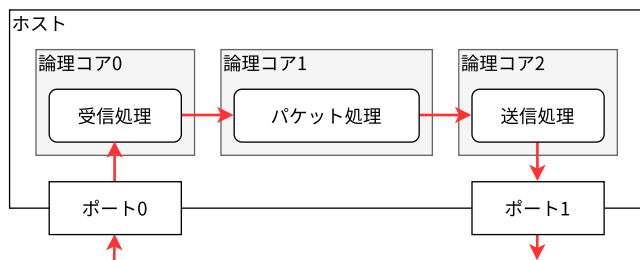 ホスト
論理コア0
論理コア1
論理コア2
受信処理
パケット処理
送信処理
ポート0
ポート1